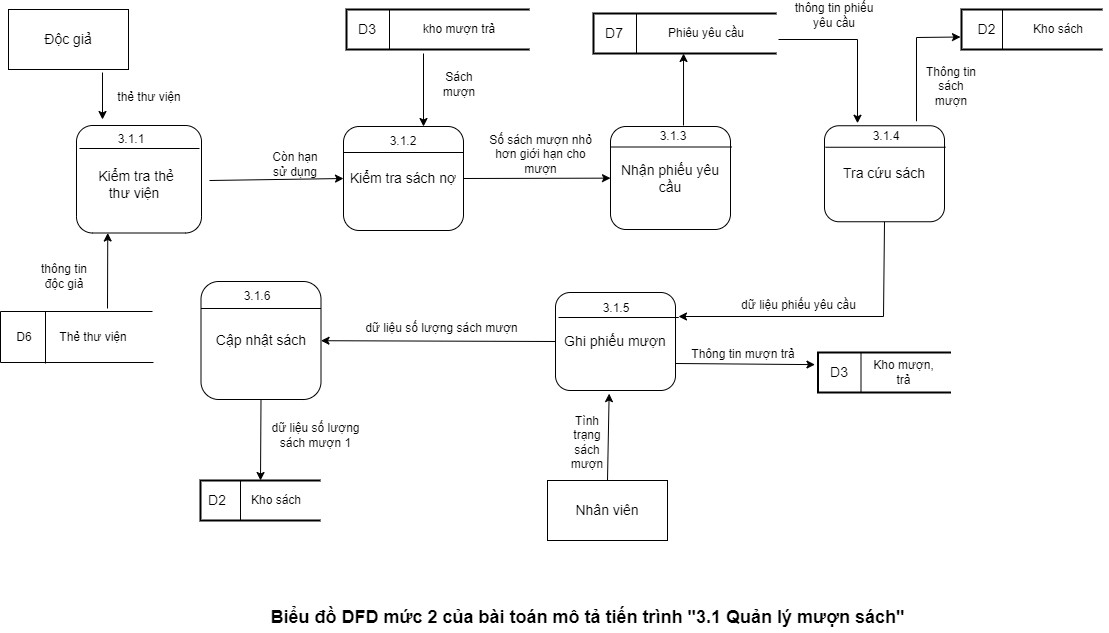 Độc giả
D3
kho mượn trả
D7
Phiêu yêu cầu
thông tin phiếu
yêu cầu
D2
Kho sách
thẻ thư viện
Sách
mượn
Thông tin
sách
mượn
3.1.1
Kiểm tra thẻ
thư viện
Còn hạn
sử dụng
3.1.2
Kiểm tra sách nợ
Số sách mượn nhỏ
hơn giới hạn cho
mượn
3.1.3
Nhận phiếu yêu
cầu
3.1.4
Tra cứu sách
thông tin
độc giả
D6
Thẻ thư viện
3.1.6
Cập nhật sách
dữ liệu số lượng sách mượn
3.1.5
Ghi phiếu mượn
dữ liệu phiếu yêu cầu
Thông tin mượn trả
D3
Kho mượn,
trả
dữ liệu số lượng
sách mượn 1
Tình
trạng
sách
mượn
D2
Kho sách
Nhân viên
Biểu đồ DFD mức 2 của bài toán mô tả tiến trình "3.1 Quản lý mượn sách"